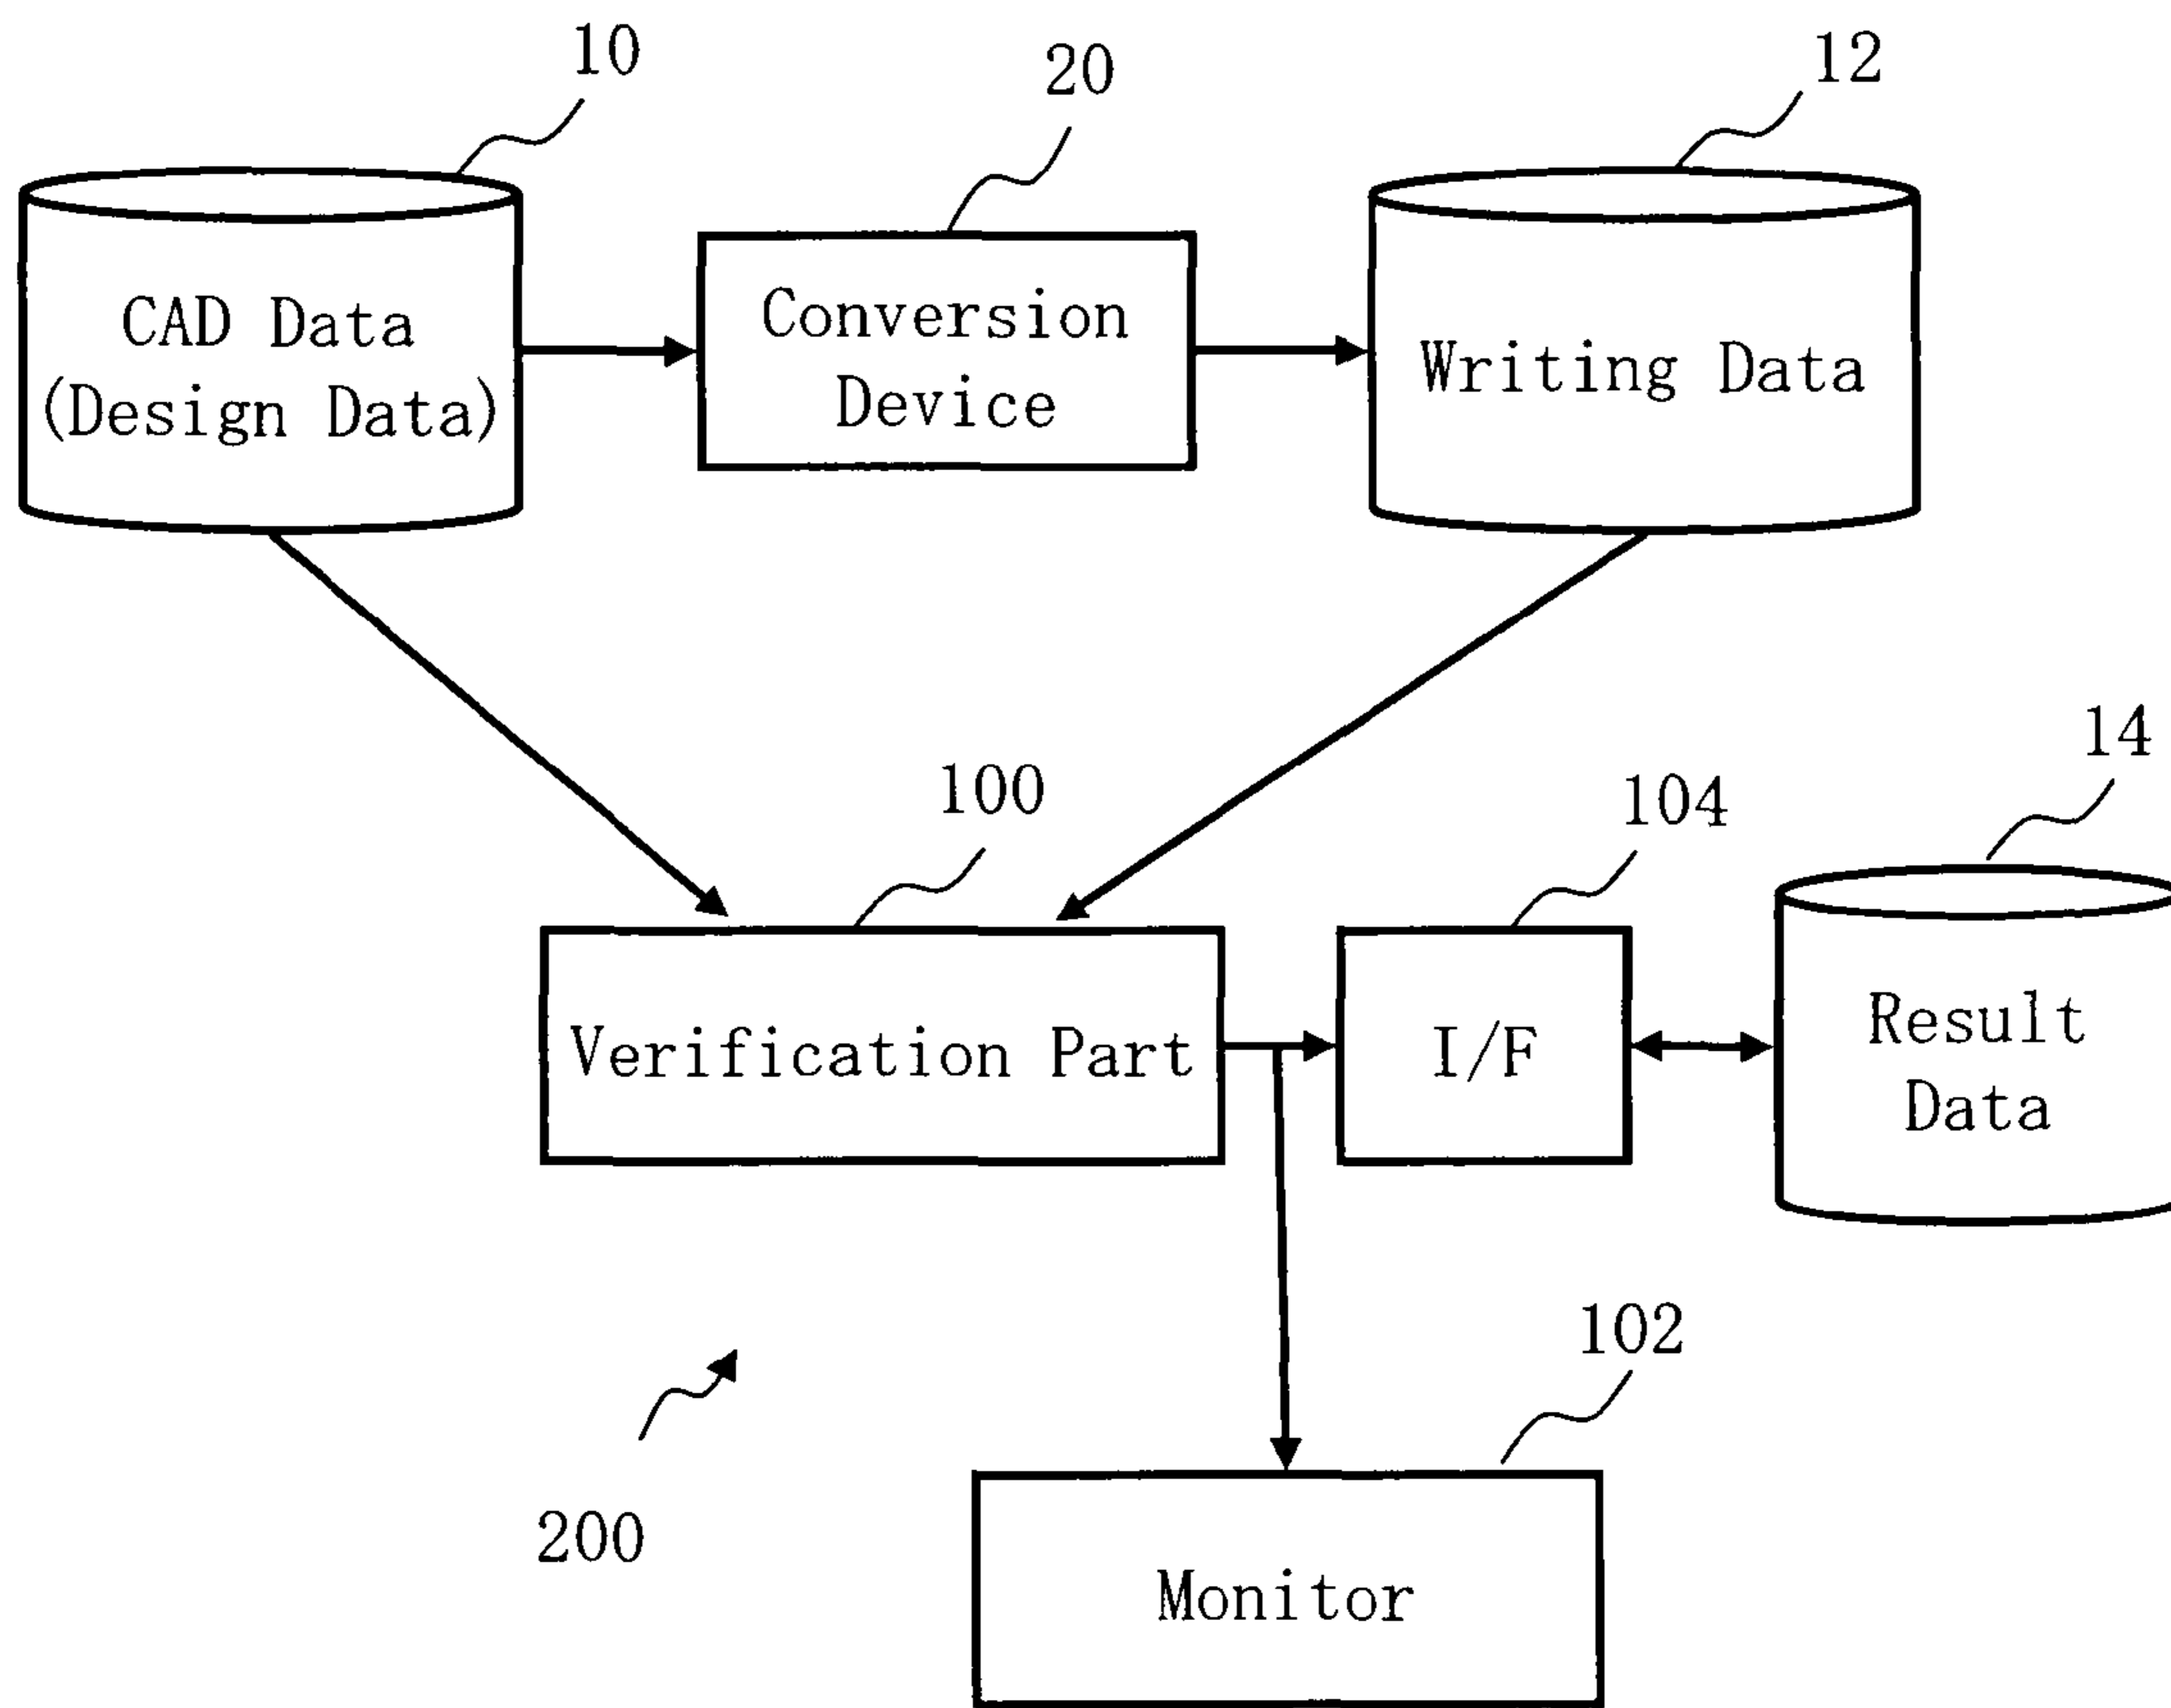 10
20
12
CAD Data
(Design Data)
Conversion
Device
Writing Data
14
100
104
Verification Part
I/F
Result
Data
102
200
Monitor